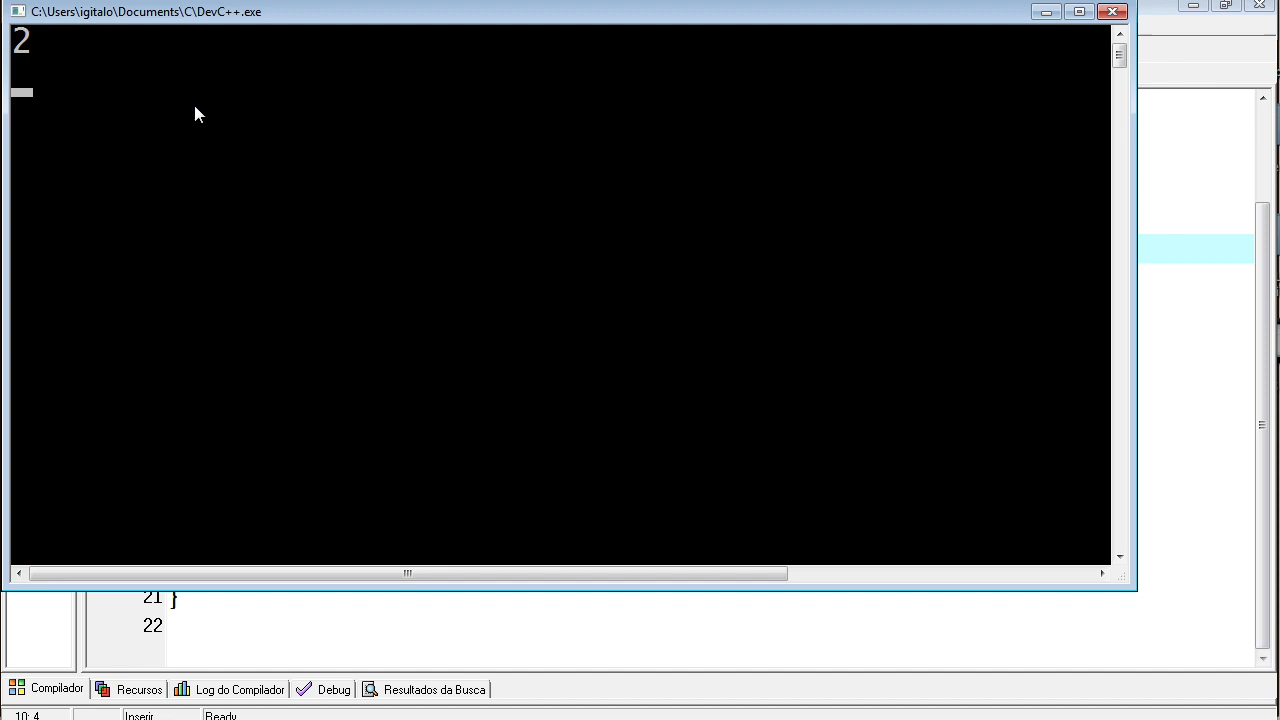 C:\Users\igitalo\Documents\C\DevC++.exe
2
21 }
22
Compilador Recursos Log do Compilador Debug Resultados da Busca
10: 4 Inserir Ready